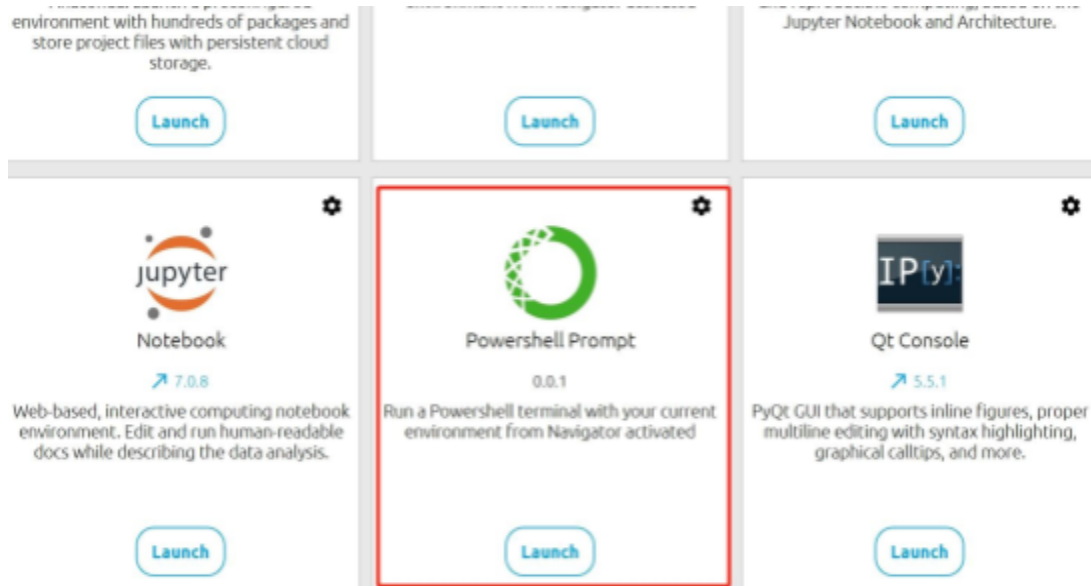 environment with hundreds of packages and
store project files with persistent cloud
storage.
Launch
Launch
Jupyter Notebook and Architecture.
Launch
Jupyter
Notebook
7.0.8
Web-based, interactive computing notebook
environment. Edit and run human-readable
docs while describing the data analysis.
Launch
Powershell Prompt
0.0.1
Run a Powershell terminal with your current
environment from Navigator activated
Launch
IP[y]:
Qt Console
5.5.1
PyQt GUI that supports inline figures, proper
multiline editing with syntax highlighting,
graphical calltips, and more.
Launch